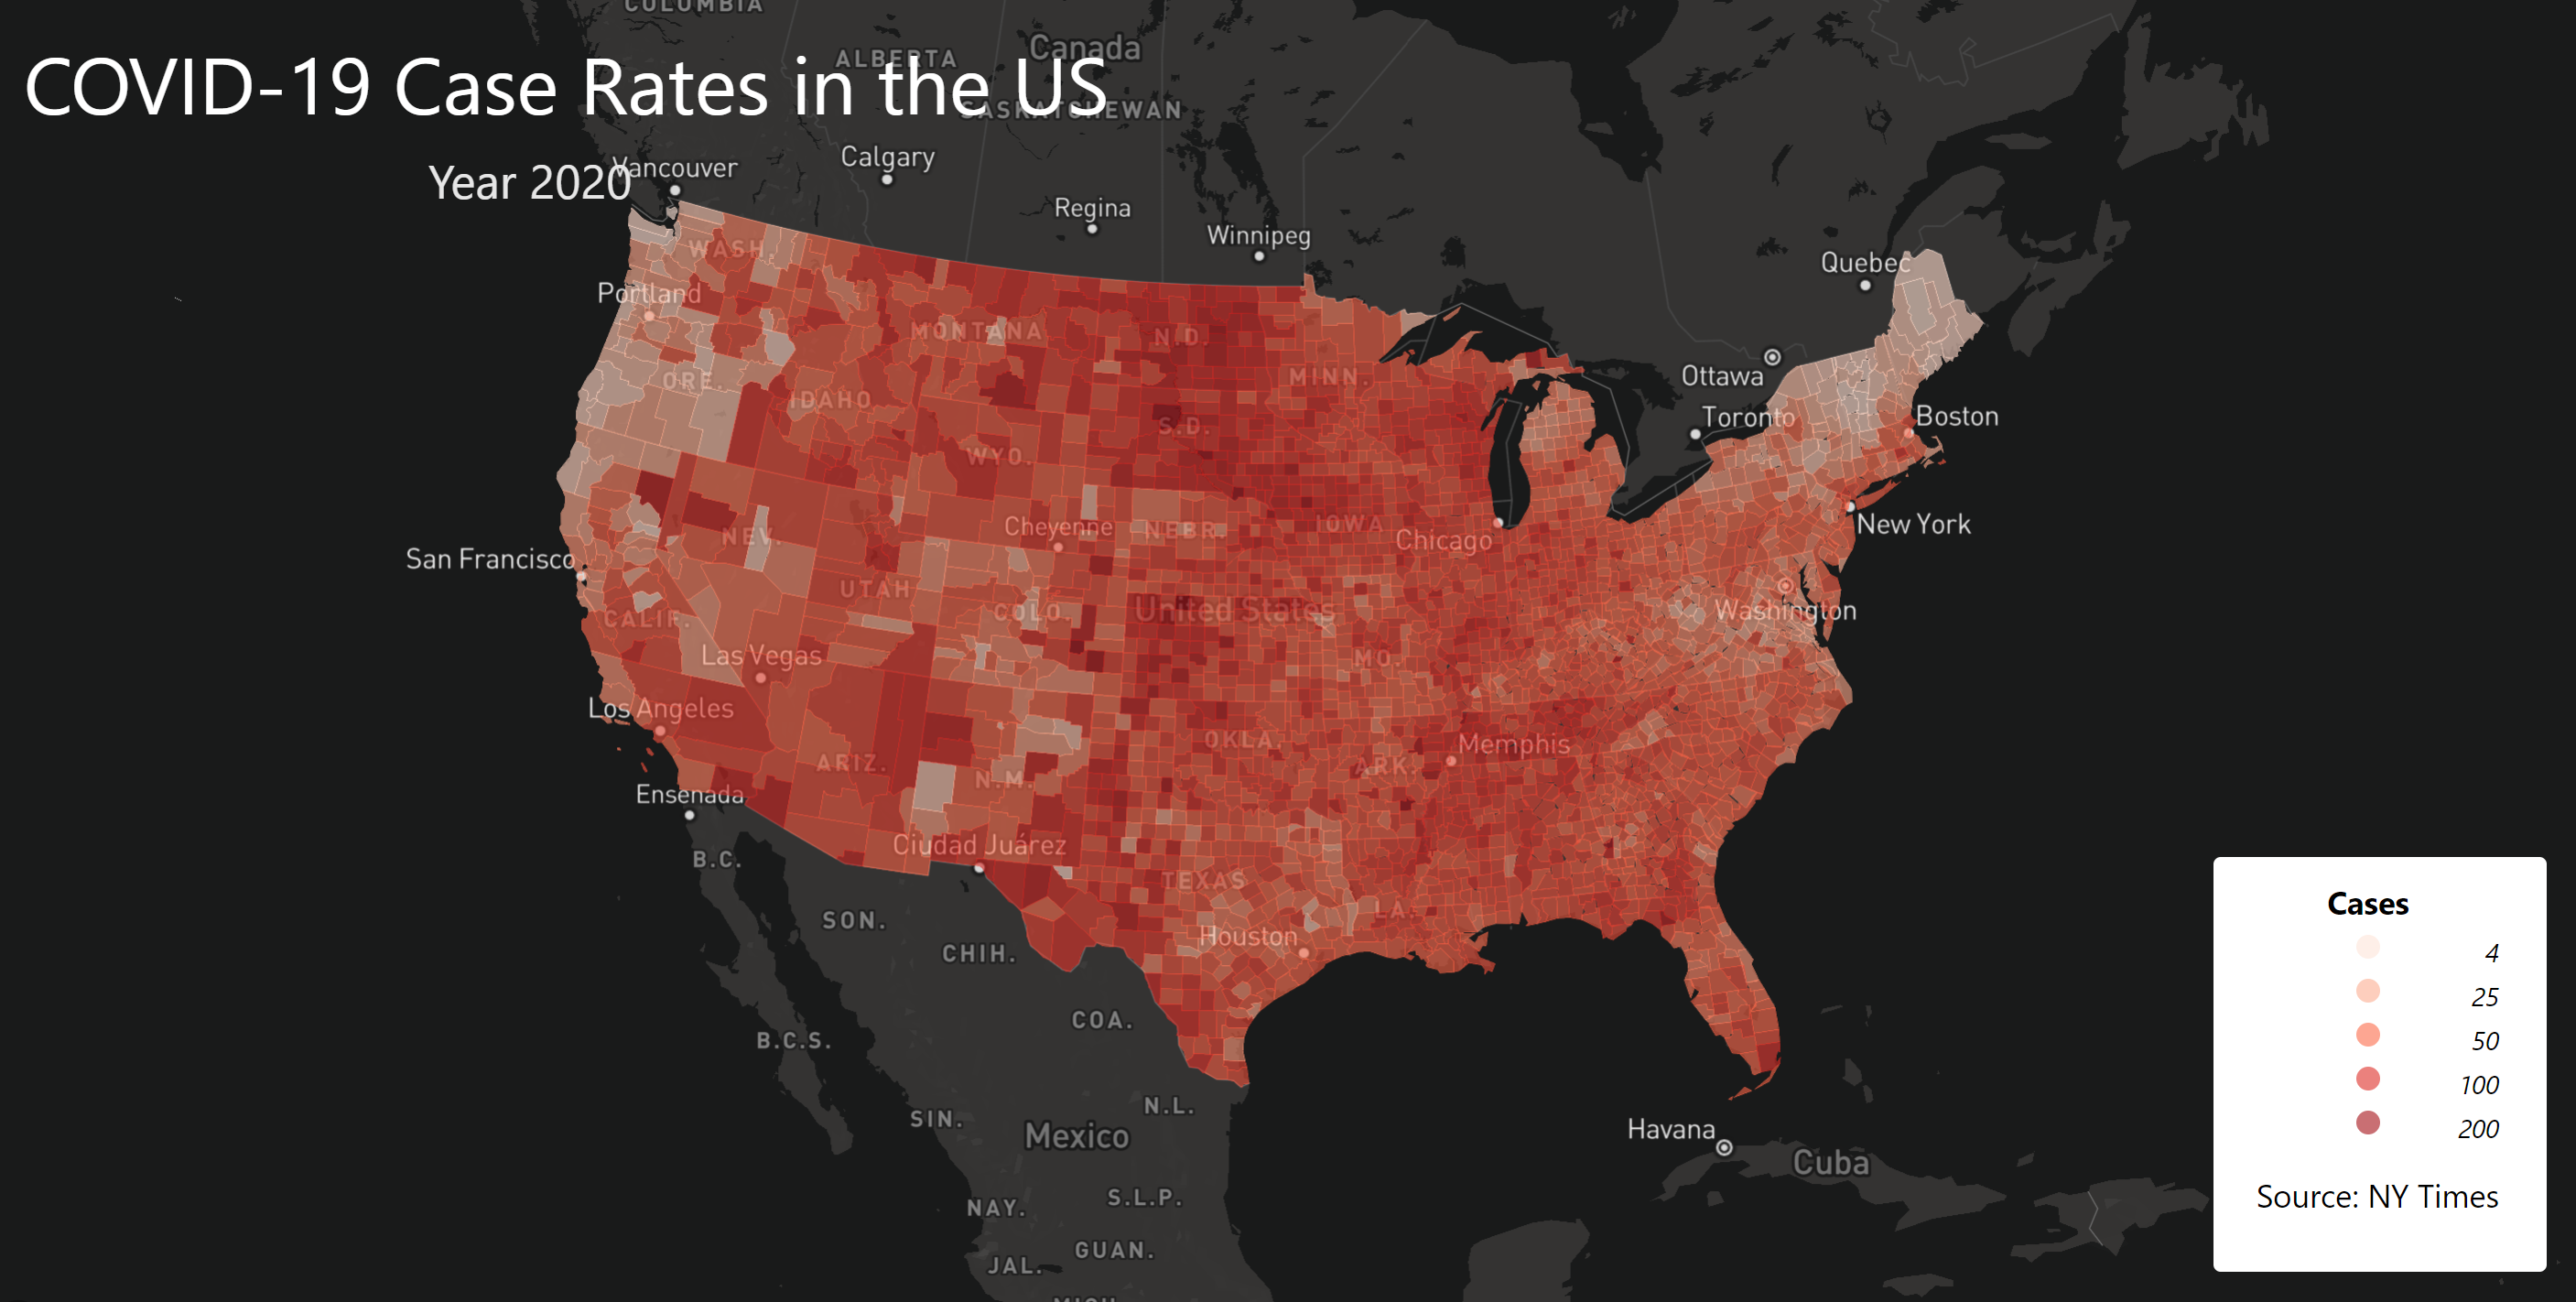 COLUMBIA
ALBERTA
Canada
COVID-19 Case Rates in the US
SASKATCHEWAN
Calgary
Vancouver
Year 2020
Regina
Winnipeg
WASH.
Quebec
Portland
MONTANA
N.D.
Ottawa
MINN.
ORE.
IDAHO
Toronto
Boston
S.D.
WYO.
New York
Cheyenne
NEBR.
IOWA
NEV.
Chicago
San Francisco
UTAH
COLO.
United States
Washington
CALIF.
Las Vegas
MO.
Los Angeles
OKLA.
Memphis
ARIZ.
ARK.
N.M.
Ensenada
Ciudad Juárez
B.C.
TEXAS
LA.
Cases
SON.
Houston
CHIH.
4
25
COA.
B.C.S.
50
100
N.L.
SIN.
Havana
200
Mexico
Cuba
S.L.P.
Source: NY Times
NAY.
GUAN.
JAL.
MICH.